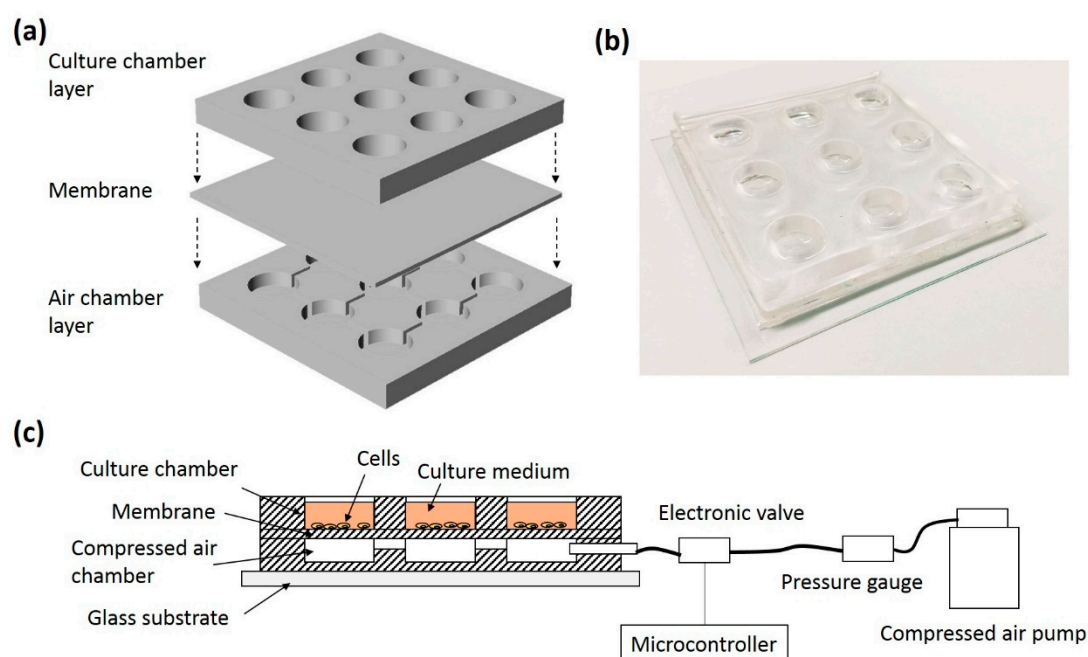 (a)
Culture chamber
layer
Membrane
Air chamber
layer
(b)
(c)
Culture chamber
Cells
Culture medium
Membrane
Compressed air
chamber
Glass substrate
Electronic valve
Pressure gauge
Microcontroller
Compressed air pump